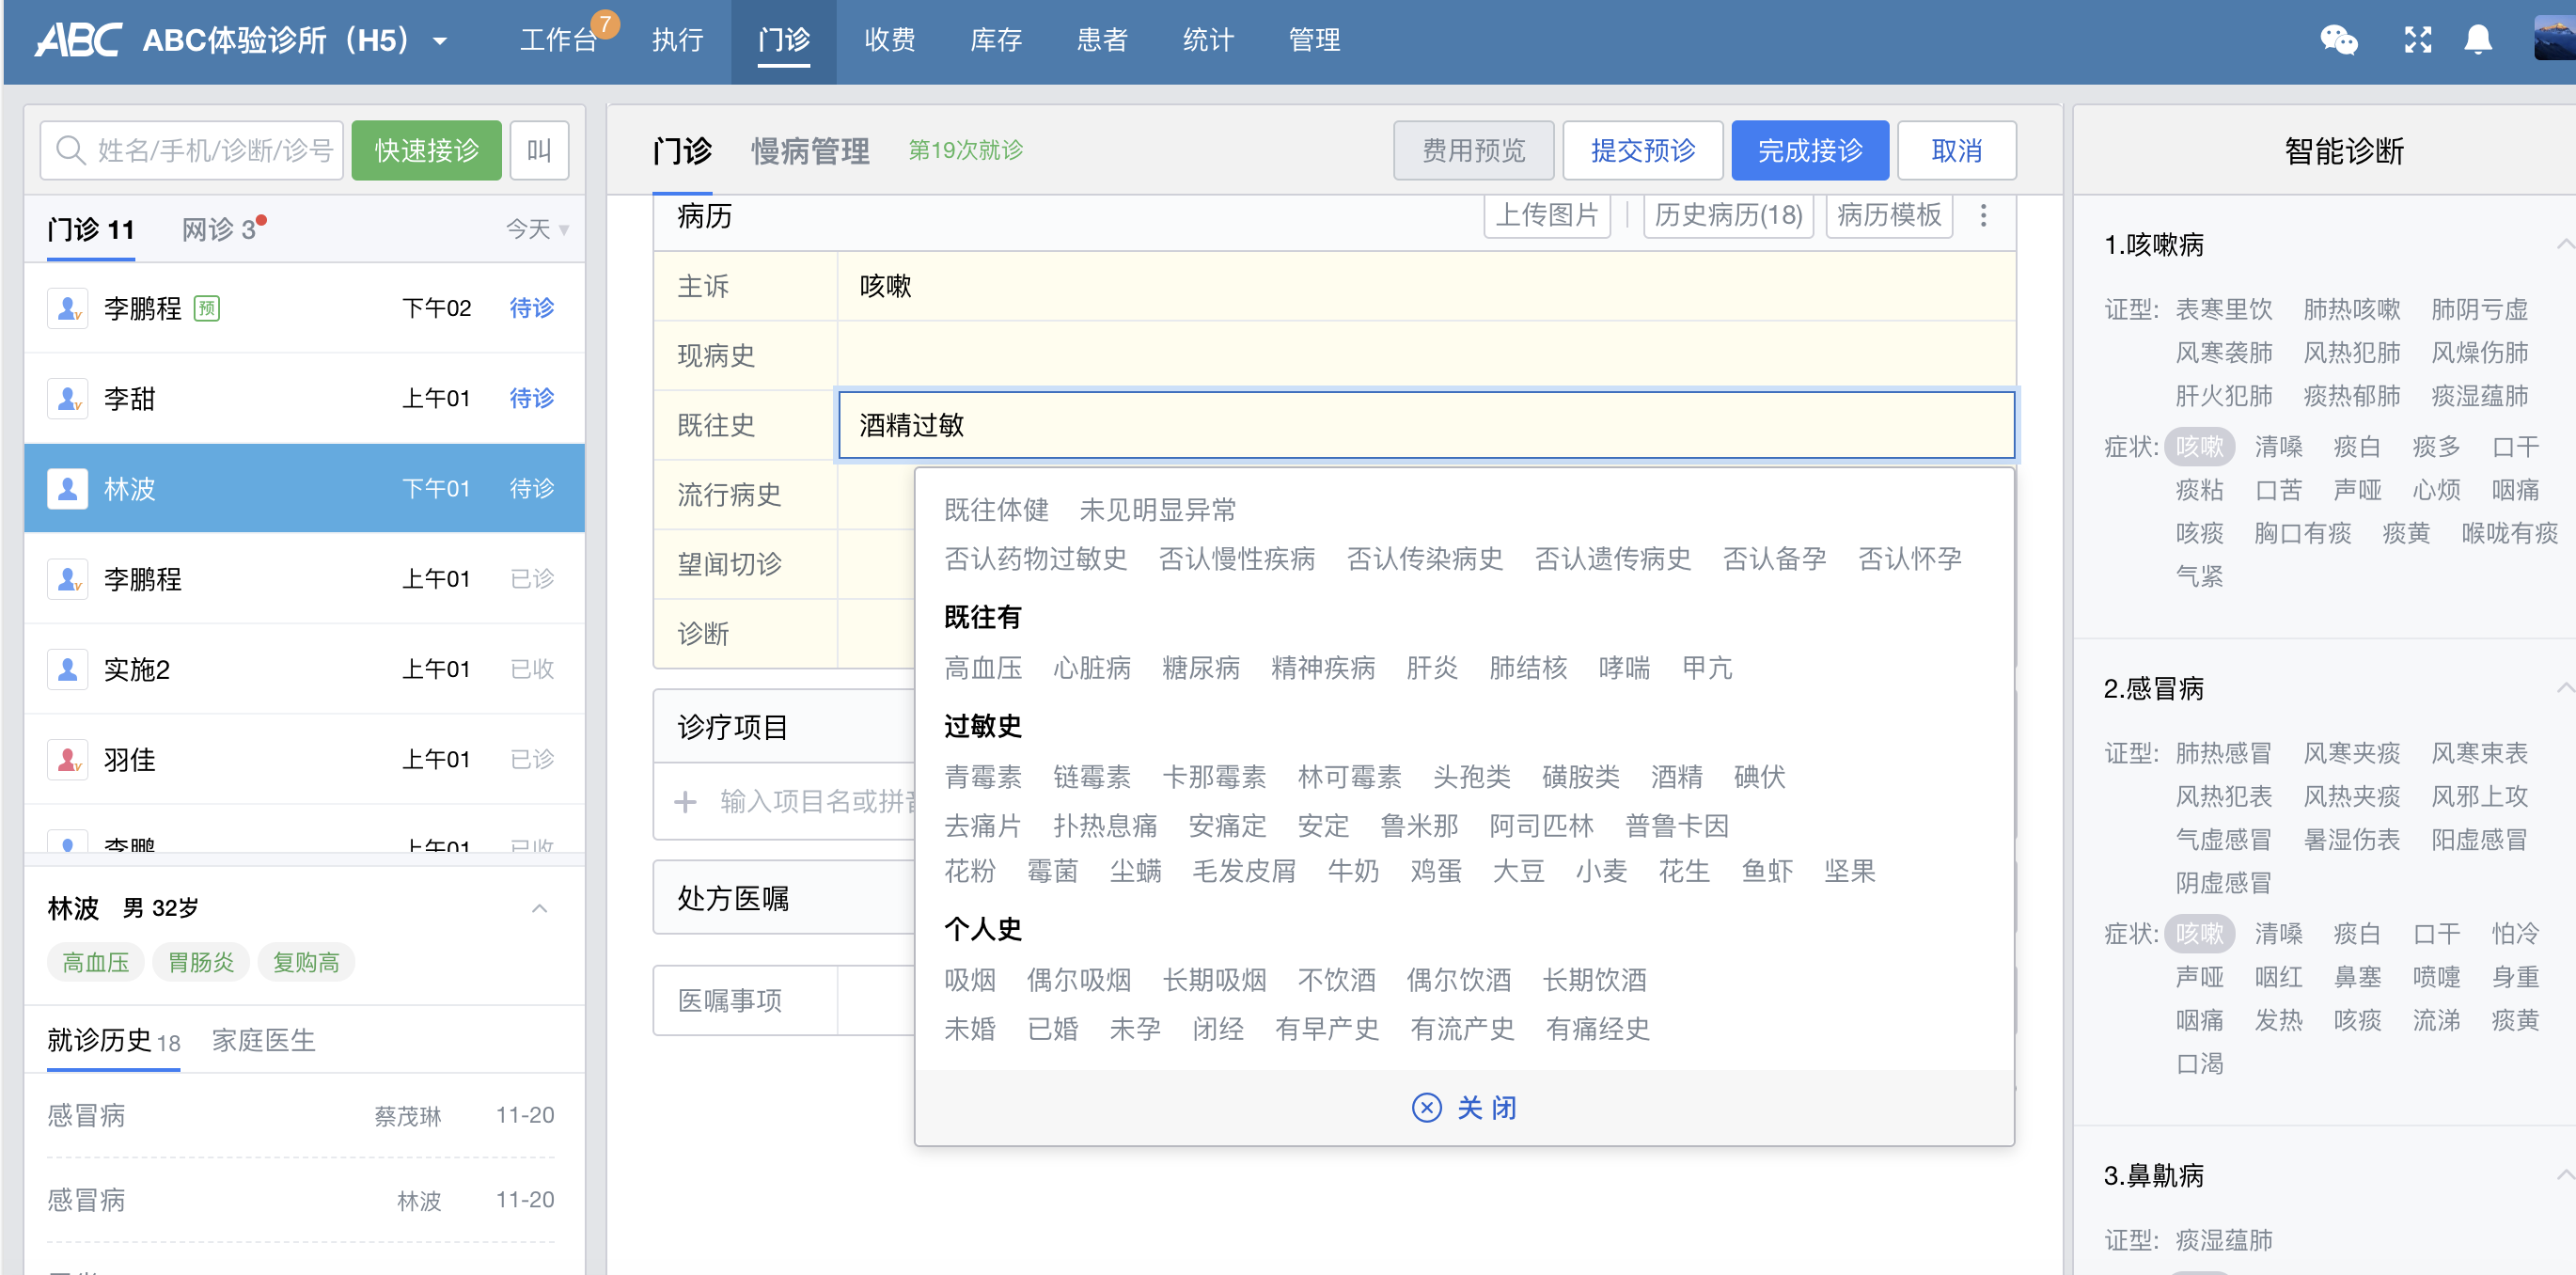 ABC ABC体验诊所（H5） 工作台 7 执行 门诊 收费 库存 患者 统计 管理
姓名/手机/诊断/诊号 快速接诊 叫
门诊 11 网诊 3 今天
李鹏程 预 下午02 待诊
李甜 上午01 待诊
林波 下午01 待诊
李鹏程 上午01 已诊
实施2 上午01 已收
羽佳 上午01 已诊
李鹏 上午01 已收
林波 男 32岁
高血压 胃肠炎 复购高
就诊历史 18 家庭医生
感冒病 蔡茂琳 11-20
感冒病 林波 11-20
门诊 慢病管理 第19次就诊 费用预览 提交预诊 完成接诊 取消
病历 上传图片 历史病历(18) 病历模板
主诉 咳嗽
现病史
既往史 酒精过敏
流行病史
望闻切诊
诊断
诊疗项目
输入项目名或拼音
处方医嘱
医嘱事项
既往体健 未见明显异常
否认药物过敏史 否认慢性疾病 否认传染病史 否认遗传病史 否认备孕 否认怀孕
既往有
高血压 心脏病 糖尿病 精神疾病 肝炎 肺结核 哮喘 甲亢
过敏史
青霉素 链霉素 卡那霉素 林可霉素 头孢类 磺胺类 酒精 碘伏
去痛片 扑热息痛 安痛定 安定 鲁米那 阿司匹林 普鲁卡因
花粉 霉菌 尘螨 毛发皮屑 牛奶 鸡蛋 大豆 小麦 花生 鱼虾 坚果
个人史
吸烟 偶尔吸烟 长期吸烟 不饮酒 偶尔饮酒 长期饮酒
未婚 已婚 未孕 闭经 有早产史 有流产史 有痛经史
关闭
智能诊断
1.咳嗽病
证型: 表寒里饮 肺热咳嗽 肺阴亏虚
风寒袭肺 风热犯肺 风燥伤肺
肝火犯肺 痰热郁肺 痰湿蕴肺
症状: 咳嗽 清嗓 痰白 痰多 口干
痰粘 口苦 声哑 心烦 咽痛
咳痰 胸口有痰 痰黄 喉咙有痰
气紧
2.感冒病
证型: 肺热感冒 风寒夹痰 风寒束表
风热犯表 风热夹痰 风邪上攻
气虚感冒 暑湿伤表 阳虚感冒
阴虚感冒
症状: 咳嗽 清嗓 痰白 口干 怕冷
声哑 咽红 鼻塞 喷嚏 身重
咽痛 发热 咳痰 流涕 痰黄
口渴
3.鼻鼽病
证型: 痰湿蕴肺